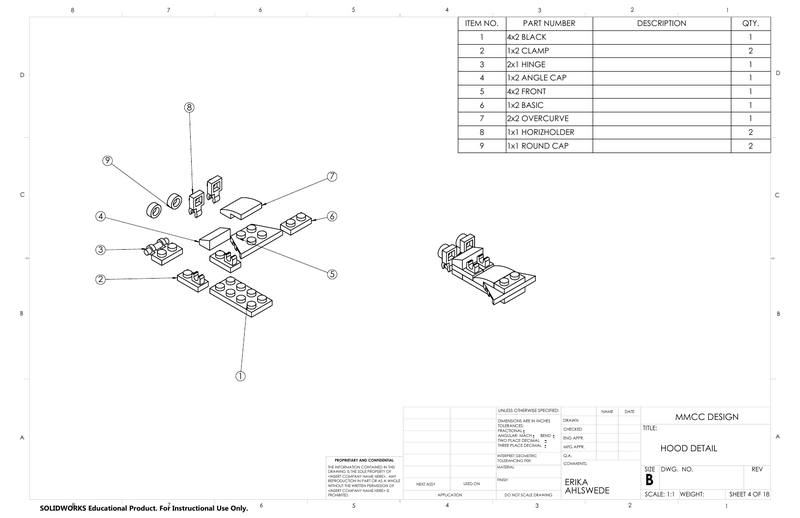 8 7 6 5 4 3 2 1
ITEM NO. PART NUMBER DESCRIPTION QTY.
1 4x2 BLACK 1
2 1x2 CLAMP 2
3 2x1 HINGE 1
4 1x2 ANGLE CAP 1
5 4x2 FRONT 1
6 1x2 BASIC 1
7 2x2 OVERCURVE 1
8 1x1 HORIZHOLDER 2
9 1x1 ROUND CAP 2
D D
8
9
7
C C
4
6
3
2
5
B B
1
A A
UNLESS OTHERWISE SPECIFIED:
NAME DATE
MMCC DESIGN
DIMENSIONS ARE IN INCHES
TOLERANCES:
FRACTIONAL±
ANGULAR: MACH± BEND ±
TWO PLACE DECIMAL ±
THREE PLACE DECIMAL ±
DRAWN
CHECKED
ENG APPR.
MFG APPR.
TITLE:
HOOD DETAIL
INTERPRET GEOMETRIC
TOLERANCING PER:
Q.A.
COMMENTS:
MATERIAL
FINISH
ERIKA
AHLSWEDE
SIZE DWG. NO. REV
B
SCALE: 1:1 WEIGHT: SHEET 4 OF 18
PROPRIETARY AND CONFIDENTIAL
THE INFORMATION CONTAINED IN THIS
DRAWING IS THE SOLE PROPERTY OF
<INSERT COMPANY NAME HERE>. ANY
REPRODUCTION IN PART OR AS A WHOLE
WITHOUT THE WRITTEN PERMISSION OF
<INSERT COMPANY NAME HERE> IS
PROHIBITED.
NEXT ASSY USED ON
APPLICATION DO NOT SCALE DRAWING
8 7 6 5 4 3 2 1
SOLIDWORKS Educational Product. For Instructional Use Only.